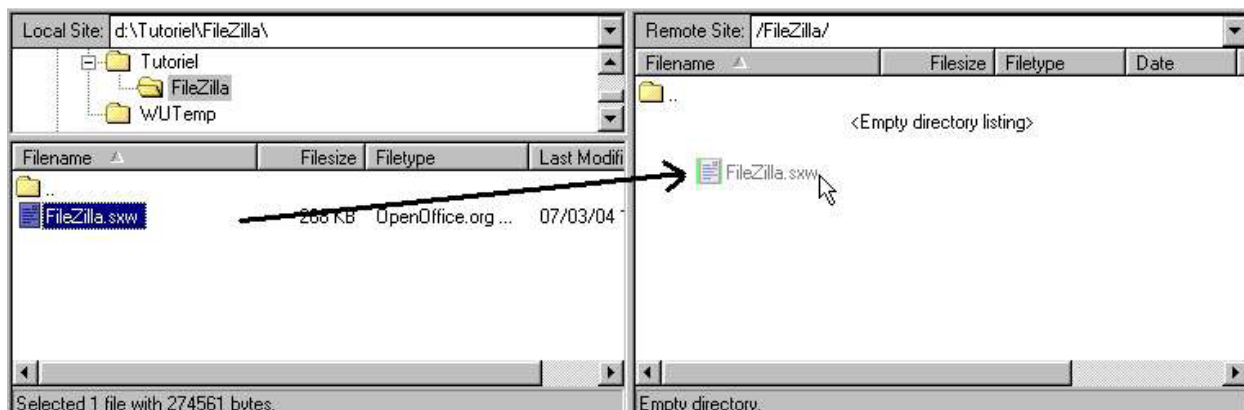 Local Site: d:\Tutoriel\FileZilla\
Tutoriel
FileZilla
WUTemp
Filename Filesize Filetype Last Modifi
..
FileZilla.sxw 268 KB OpenOffice.org ... 07/03/04
Selected 1 file with 274561 bytes.
Remote Site: /FileZilla/
Filename Filesize Filetype Date
..
<Empty directory listing>
FileZilla.sxw
Empty directory.